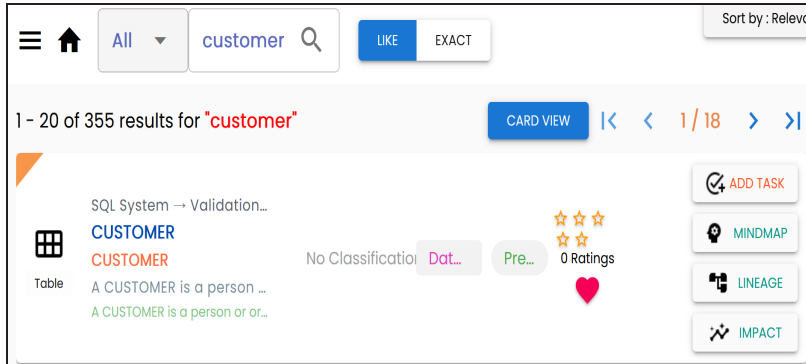 Sort by : Releva
All
customer
LIKE
EXACT
1 - 20 of 355 results for "customer"
CARD VIEW
1 / 18
SQL System → Validation...
CUSTOMER
CUSTOMER
A CUSTOMER is a person ...
A CUSTOMER is a person or or...
Table
No Classification
Dat...
Pre...
0 Ratings
ADD TASK
MINDMAP
LINEAGE
IMPACT